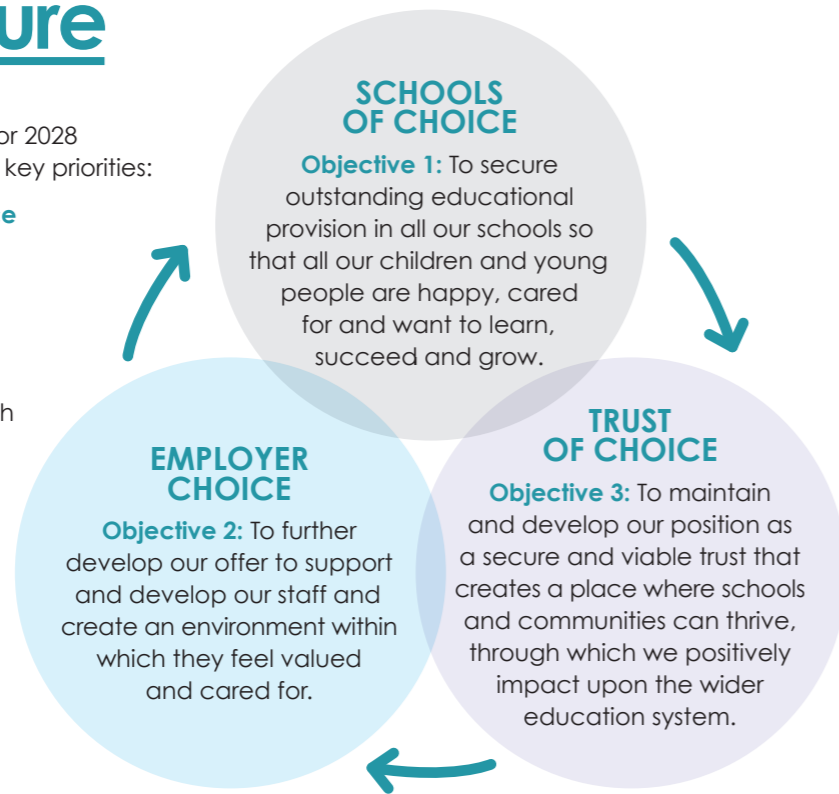 ure
or 2028
key priorities:
e
h
SCHOOLS
OF CHOICE
Objective 1: To secure
outstanding educational
provision in all our schools so
that all our children and young
people are happy, cared
for and want to learn,
succeed and grow.
EMPLOYER
CHOICE
Objective 2: To further
develop our offer to support
and develop our staff and
create an environment within
which they feel valued
and cared for.
TRUST
OF CHOICE
Objective 3: To maintain
and develop our position as
a secure and viable trust that
creates a place where schools
and communities can thrive,
through which we positively
impact upon the wider
education system.